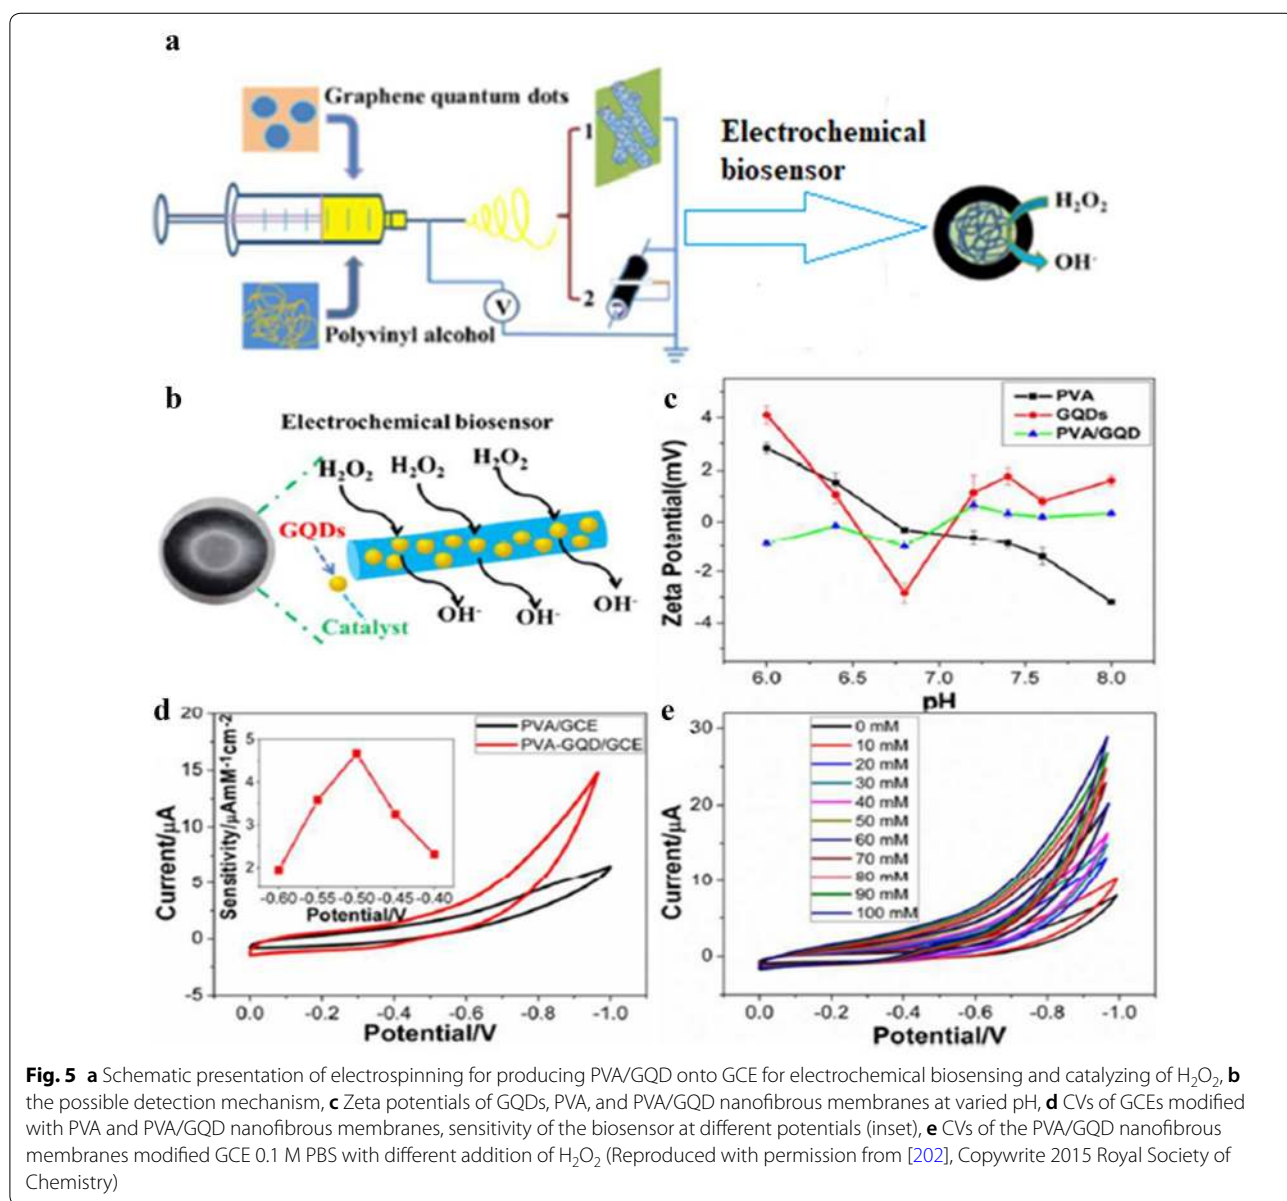 a
Graphene quantum dots
1
Electrochemical
biosensor
H₂O₂
OH⁻
V
2
Polyvinyl alcohol
b
Electrochemical biosensor
H₂O₂ H₂O₂ H₂O₂
GQDs
Catalyst
OH⁻ OH⁻ OH⁻
c
PVA
GQDs
PVA/GQD
Zeta Potential(mV)
4
2
0
-2
-4
6.0 6.5 7.0 7.5 8.0
pH
d
PVA/GCE
PVA-GQD/GCE
Current/μA
20
15
10
5
0
-5
Sensitivity/μAmM-1cm-2
5
4
3
2
-0.60 -0.55 -0.50 -0.45 -0.40
Potential/V
0.0 -0.2 -0.4 -0.6 -0.8 -1.0
Potential/V
e
0 mM
10 mM
20 mM
30 mM
40 mM
50 mM
60 mM
70 mM
80 mM
90 mM
100 mM
Current/μA
30
20
10
0
0.0 -0.2 -0.4 -0.6 -0.8 -1.0
Potential/V
Fig. 5 a Schematic presentation of electrospinning for producing PVA/GQD onto GCE for electrochemical biosensing and catalyzing of H₂O₂, b
the possible detection mechanism, c Zeta potentials of GQDs, PVA, and PVA/GQD nanofibrous membranes at varied pH, d CVs of GCEs modified
with PVA and PVA/GQD nanofibrous membranes, sensitivity of the biosensor at different potentials (inset), e CVs of the PVA/GQD nanofibrous
membranes modified GCE 0.1 M PBS with different addition of H₂O₂ (Reproduced with permission from [202], Copywrite 2015 Royal Society of
Chemistry)